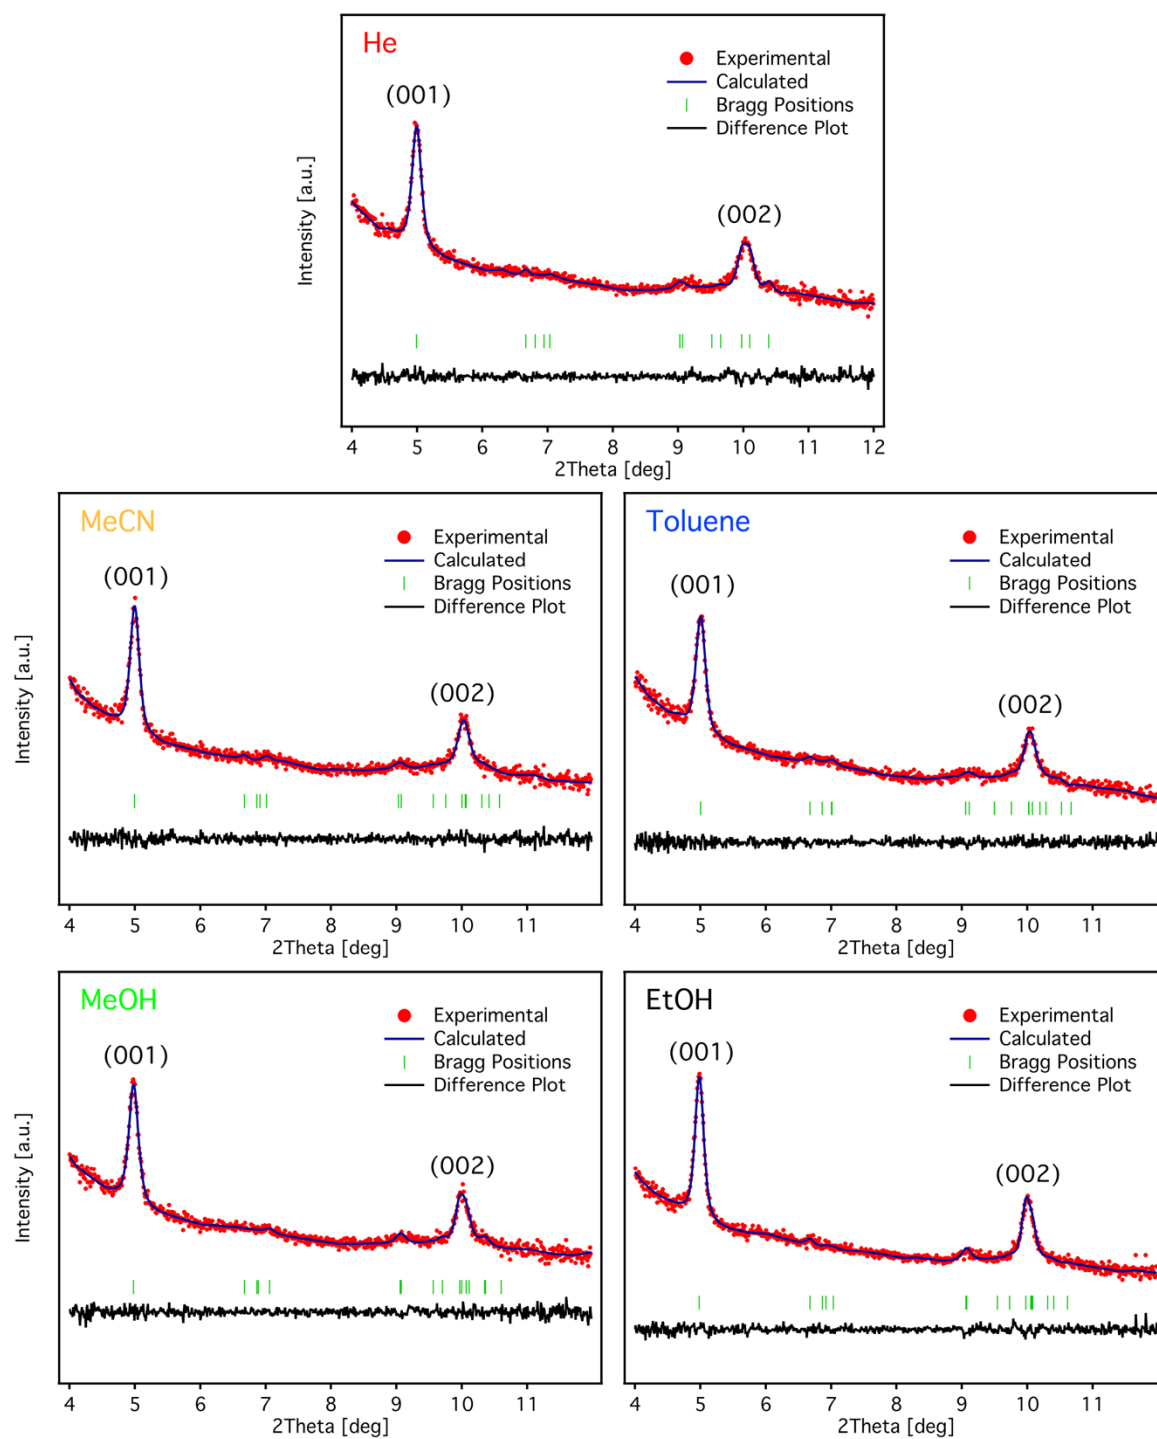 He
Experimental
Calculated
Bragg Positions
Difference Plot
(001)
(002)
Intensity [a.u.]
4 5 6 7 8 9 10 11 12
2Theta [deg]
MeCN
Experimental
Calculated
Bragg Positions
Difference Plot
(001)
(002)
Intensity [a.u.]
4 5 6 7 8 9 10 11
2Theta [deg]
Toluene
Experimental
Calculated
Bragg Positions
Difference Plot
(001)
(002)
4 5 6 7 8 9 10 11
2Theta [deg]
MeOH
Experimental
Calculated
Bragg Positions
Difference Plot
(001)
(002)
Intensity [a.u.]
4 5 6 7 8 9 10 11
2Theta [deg]
EtOH
Experimental
Calculated
Bragg Positions
Difference Plot
(001)
(002)
4 5 6 7 8 9 10 11
2Theta [deg]